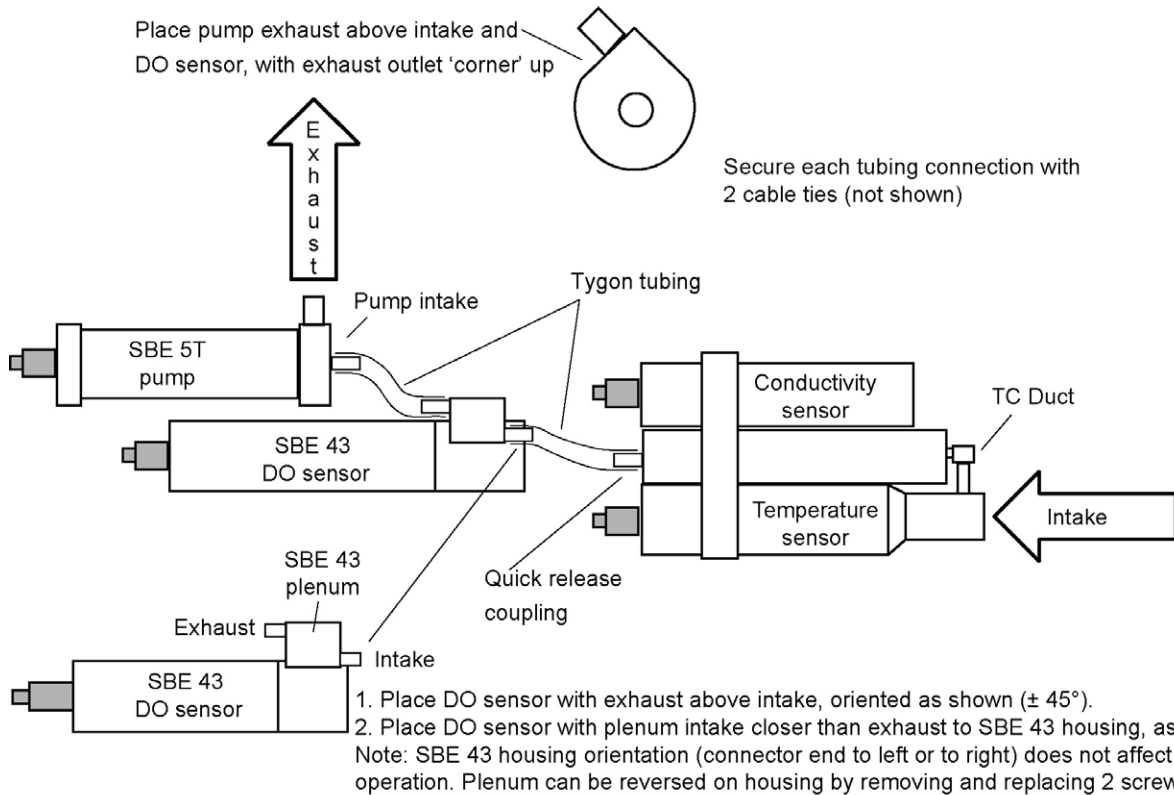 Place pump exhaust above intake and
DO sensor, with exhaust outlet ‘corner’ up
Exhaust
Secure each tubing connection with
2 cable ties (not shown)
Tygon tubing
Pump intake
SBE 5T
pump
Conductivity
sensor
TC Duct
SBE 43
DO sensor
Temperature
sensor
Intake
Quick release
coupling
SBE 43
plenum
Exhaust
Intake
SBE 43
DO sensor
1. Place DO sensor with exhaust above intake, oriented as shown (± 45°).
2. Place DO sensor with plenum intake closer than exhaust to SBE 43 housing, as
Note: SBE 43 housing orientation (connector end to left or to right) does not affect
operation. Plenum can be reversed on housing by removing and replacing 2 screw